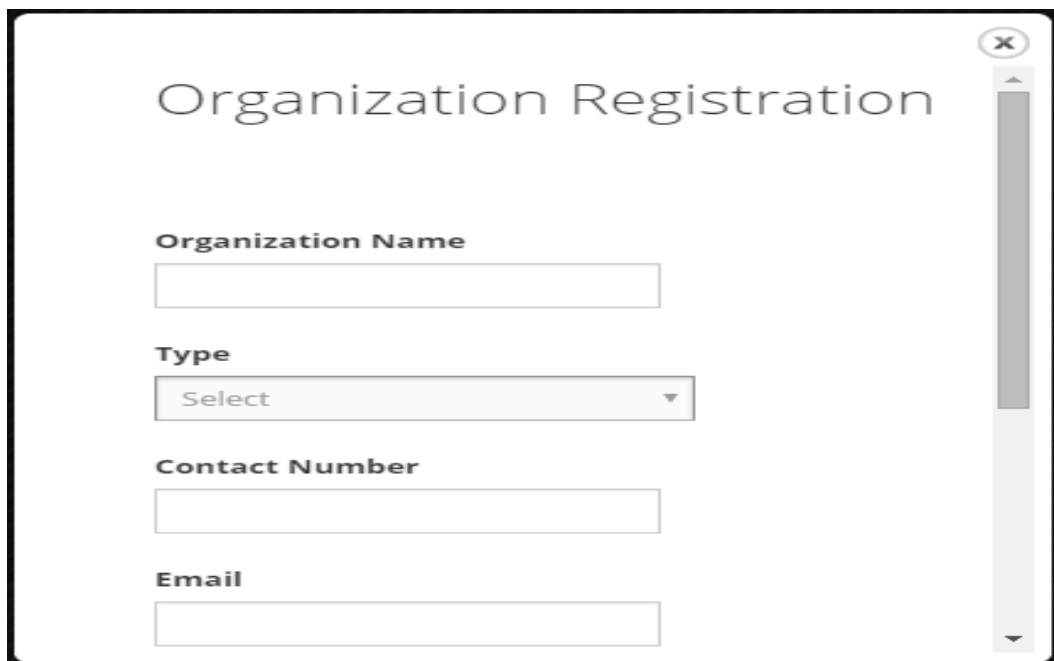 Organization Registration
Organization Name
Type
Select
Contact Number
Email